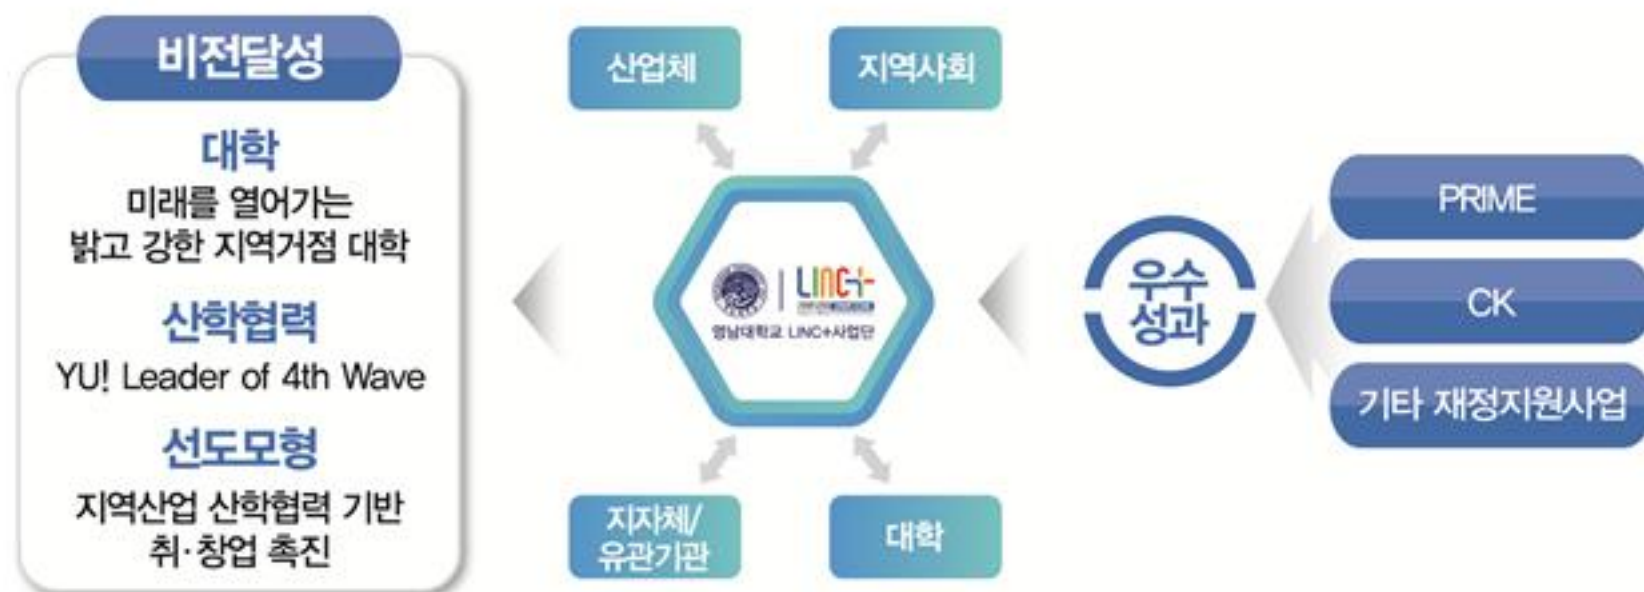 비전달성
대학
미래를 열어가는
밝고 강한 지역거점 대학
산학협력
YU! Leader of 4th Wave
선도모형
지역산업 산학협력 기반
취·창업 촉진
산업체
지역사회
LINC+
영남대학교 LINC+사업단
지자체/
유관기관
대학
우수
성과
PRIME
CK
기타 재정지원사업